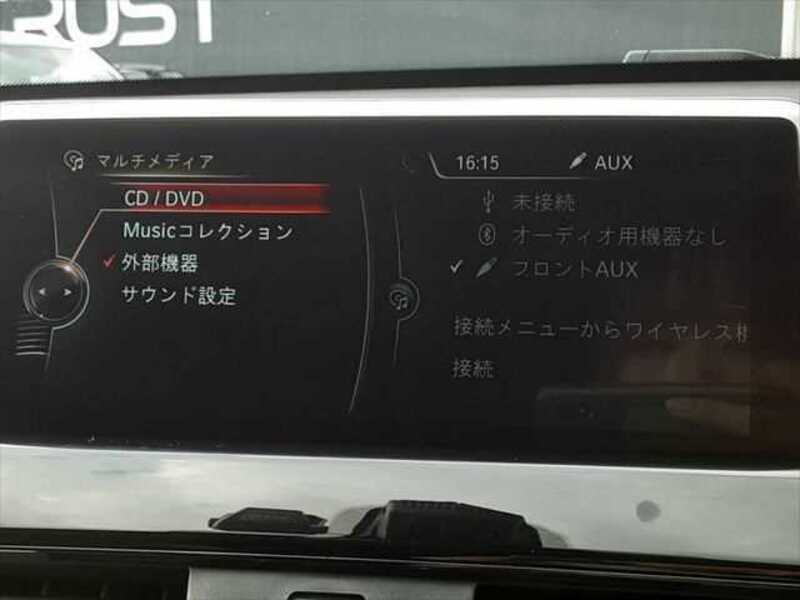 RUST
マルチメディア
CD / DVD
Musicコレクション
外部機器
サウンド設定
16:15 AUX
未接続
オーディオ用機器なし
フロントAUX
接続メニューからワイヤレス
接続